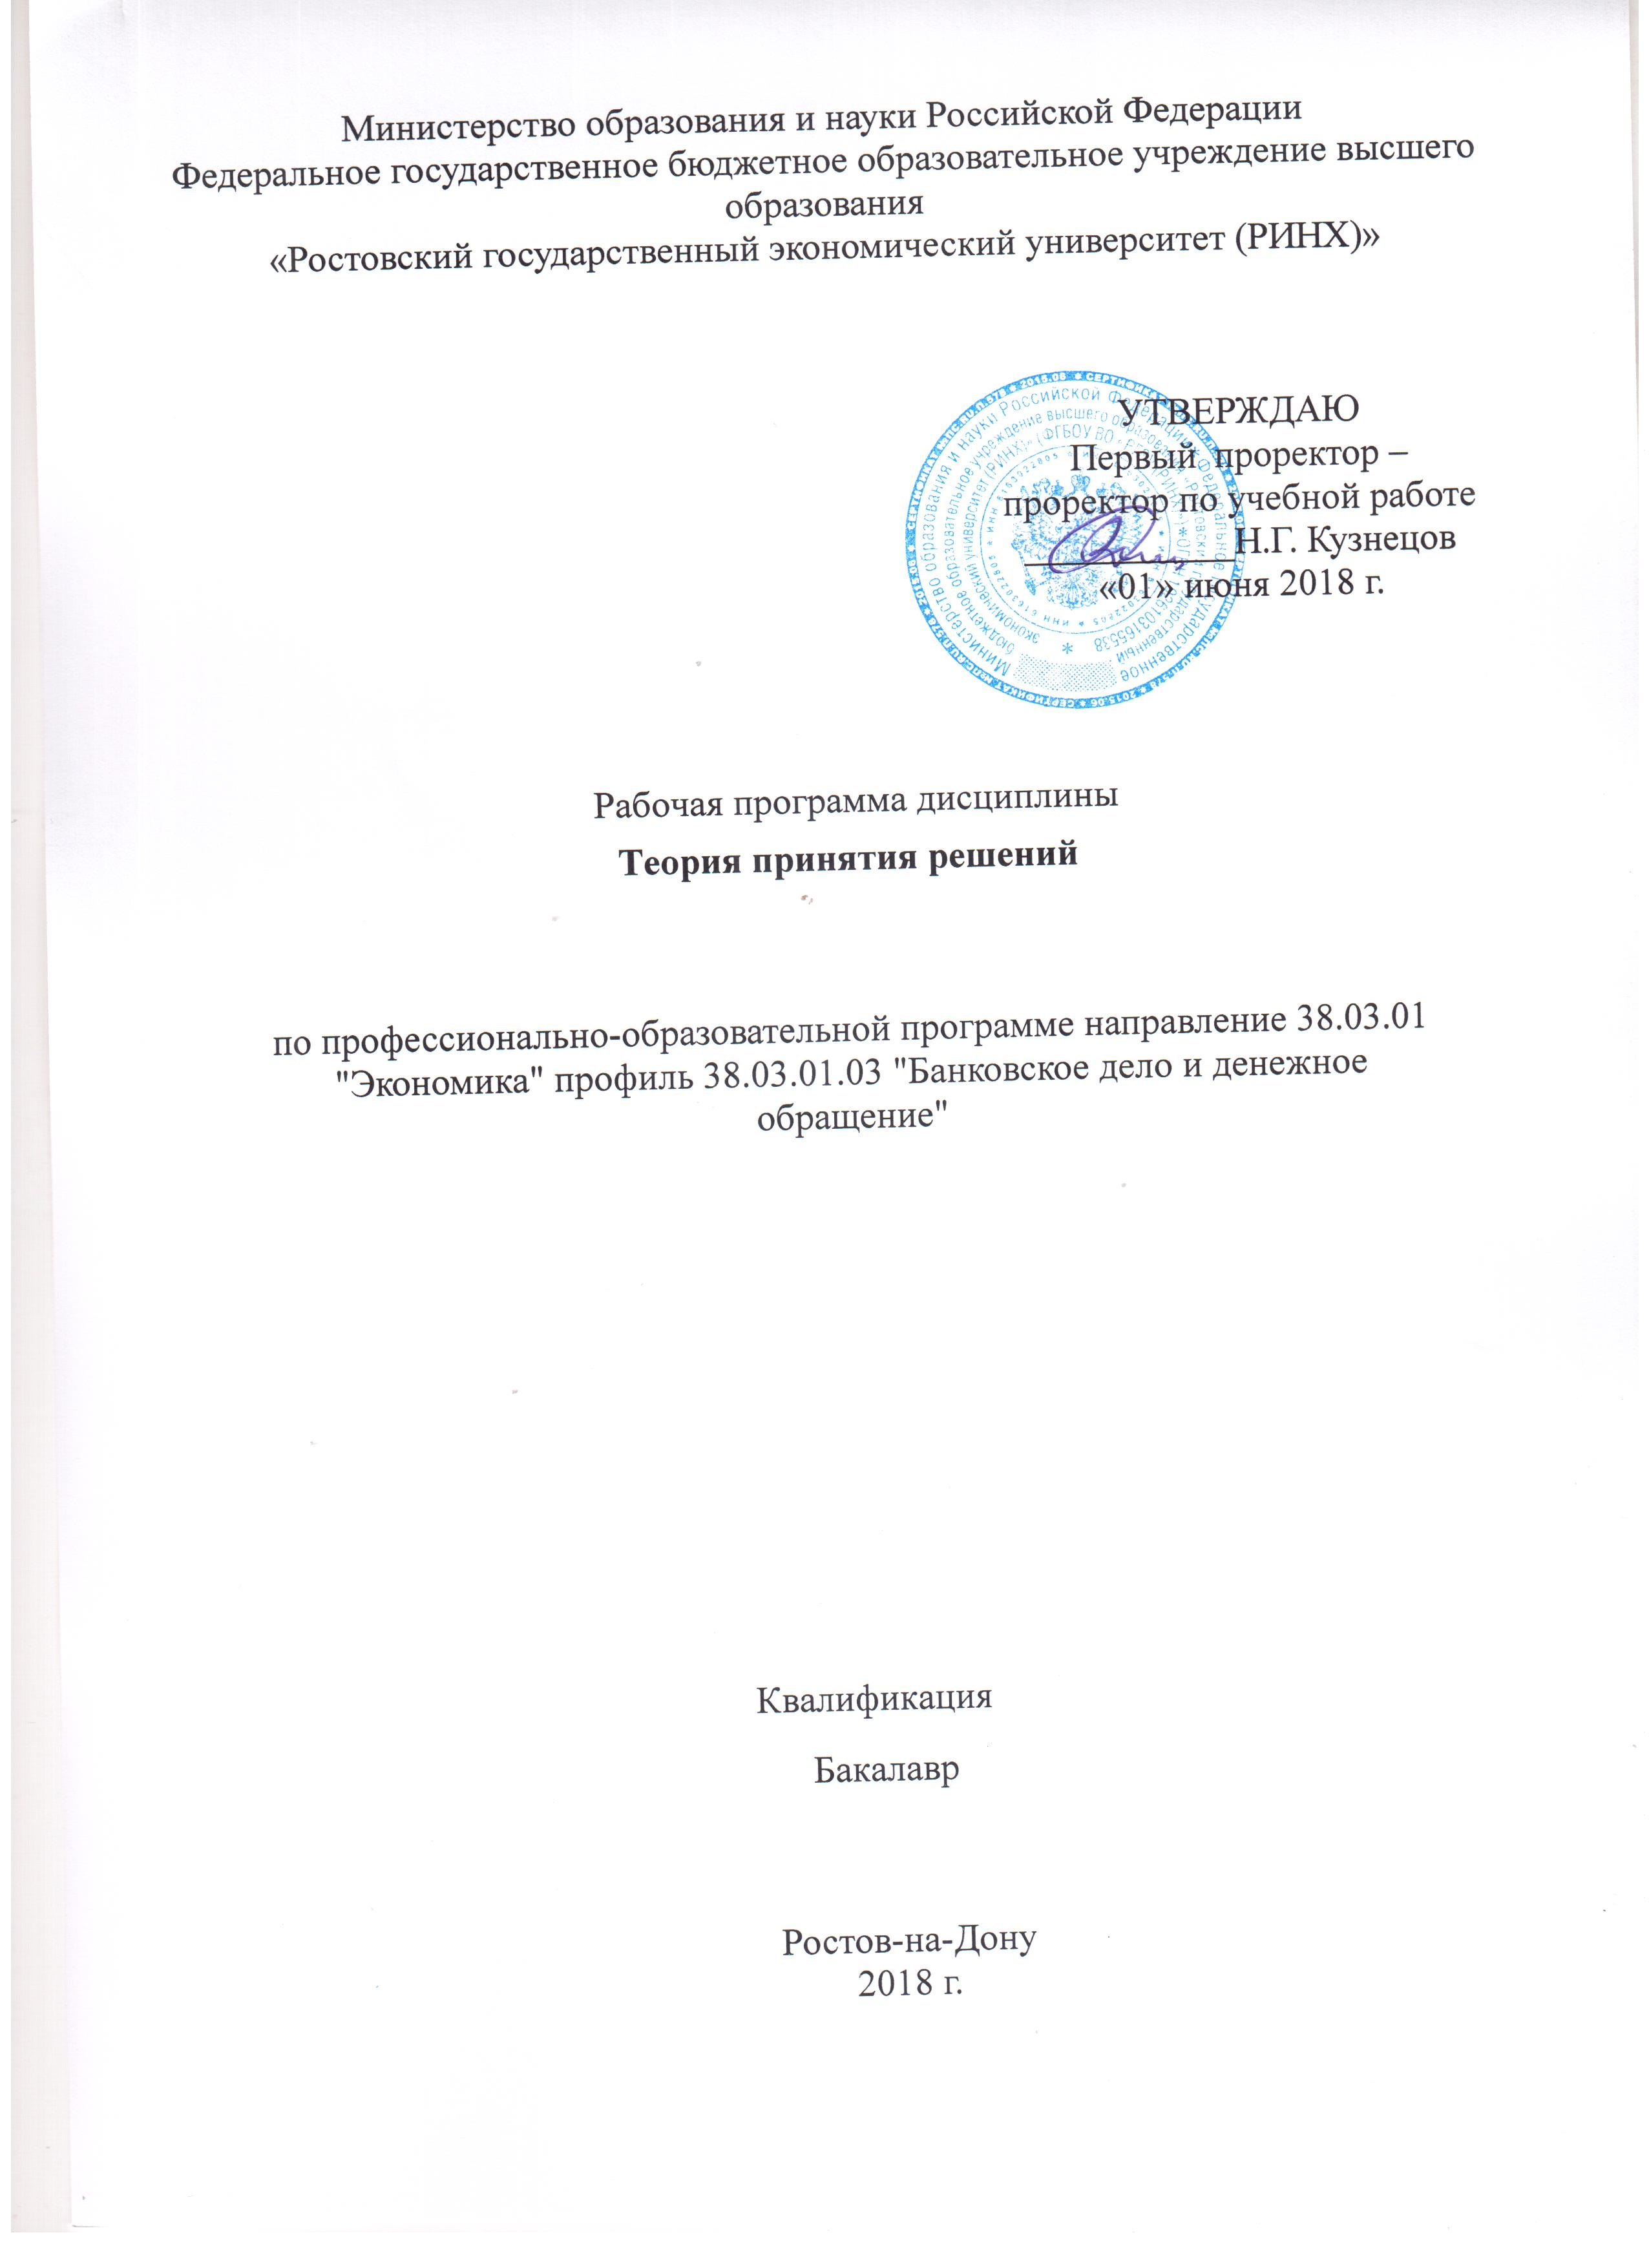 Министерство образования и науки Российской Федерации
Федеральное государственное бюджетное образовательное учреждение высшего
образования
«Ростовский государственный экономический университет (РИНХ)»
УТВЕРЖДАЮ
Первый проректор –
проректор по учебной работе
Н.Г. Кузнецов
«01» июня 2018 г.
Рабочая программа дисциплины
Теория принятия решений
по профессионально-образовательной программе направление 38.03.01
"Экономика" профиль 38.03.01.03 "Банковское дело и денежное
обращение"
Квалификация
Бакалавр
Ростов-на-Дону
2018 г.